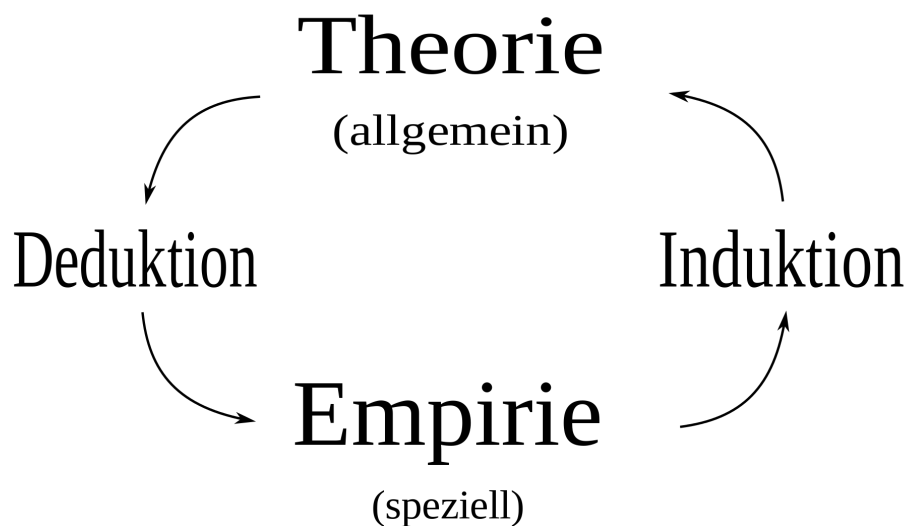 Theorie
(allgemein)
Deduktion
Induktion
Empirie
(speziell)